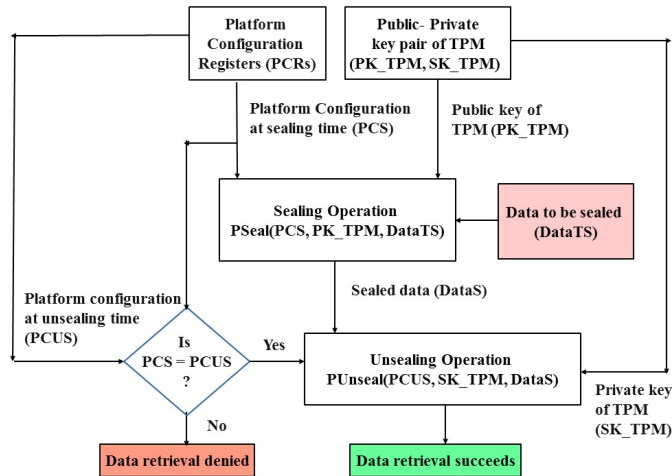 Platform
Configuration
Registers (PCRs)
Public- Private
key pair of TPM
(PK_TPM, SK_TPM)
Platform Configuration
at sealing time (PCS)
Public key of
TPM (PK_TPM)
Sealing Operation
PSeal(PCS, PK_TPM, DataTS)
Data to be sealed
(DataTS)
Platform configuration
at unsealing time
(PCUS)
Sealed data (DataS)
Is
PCS = PCUS
?
Yes
Unsealing Operation
PUnseal(PCUS, SK_TPM, DataS)
Private key
of TPM
(SK_TPM)
No
Data retrieval denied
Data retrieval succeeds